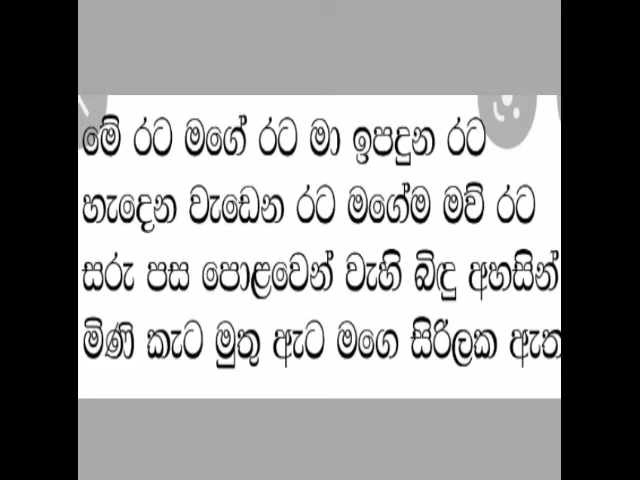 මේ රට මගේ රට මා ඉපදුන රට
හැදෙන වැඩෙන රට මගේම මව් රට
සරු පස පොළවෙන් වැහි බිඳු අහසින්
මිණි කැට මුතු ඇට මගෙ සිරිලක ඇත